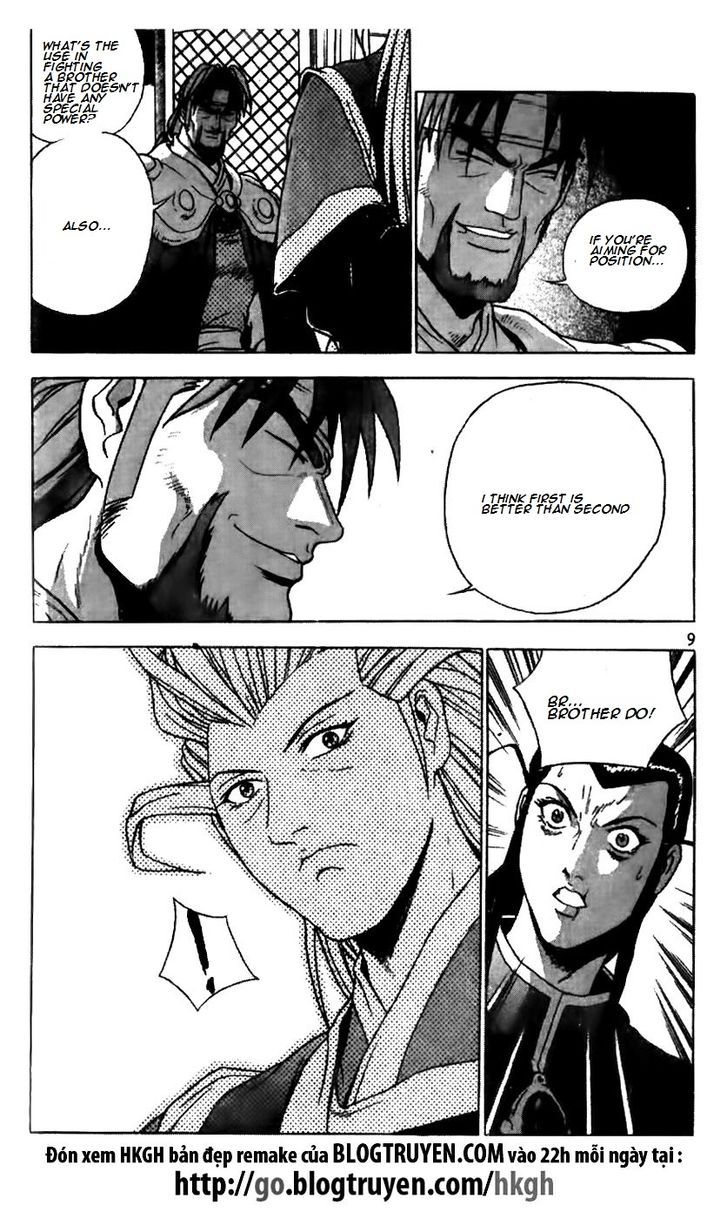 WHAT'S THE
USE IN
FIGHTING
A BROTHER
THAT DOESN'T
HAVE ANY
SPECIAL
POWER?
ALSO...
IF YOU'RE
AIMING FOR
POSITION...
I THINK FIRST IS
BETTER THAN SECOND
9
!
BR...
BROTHER DO!
Đón xem HKGH bản đẹp remake của BLOGTRUYEN.COM vào 22h mỗi ngày tại :
http://go.blogtruyen.com/hkgh